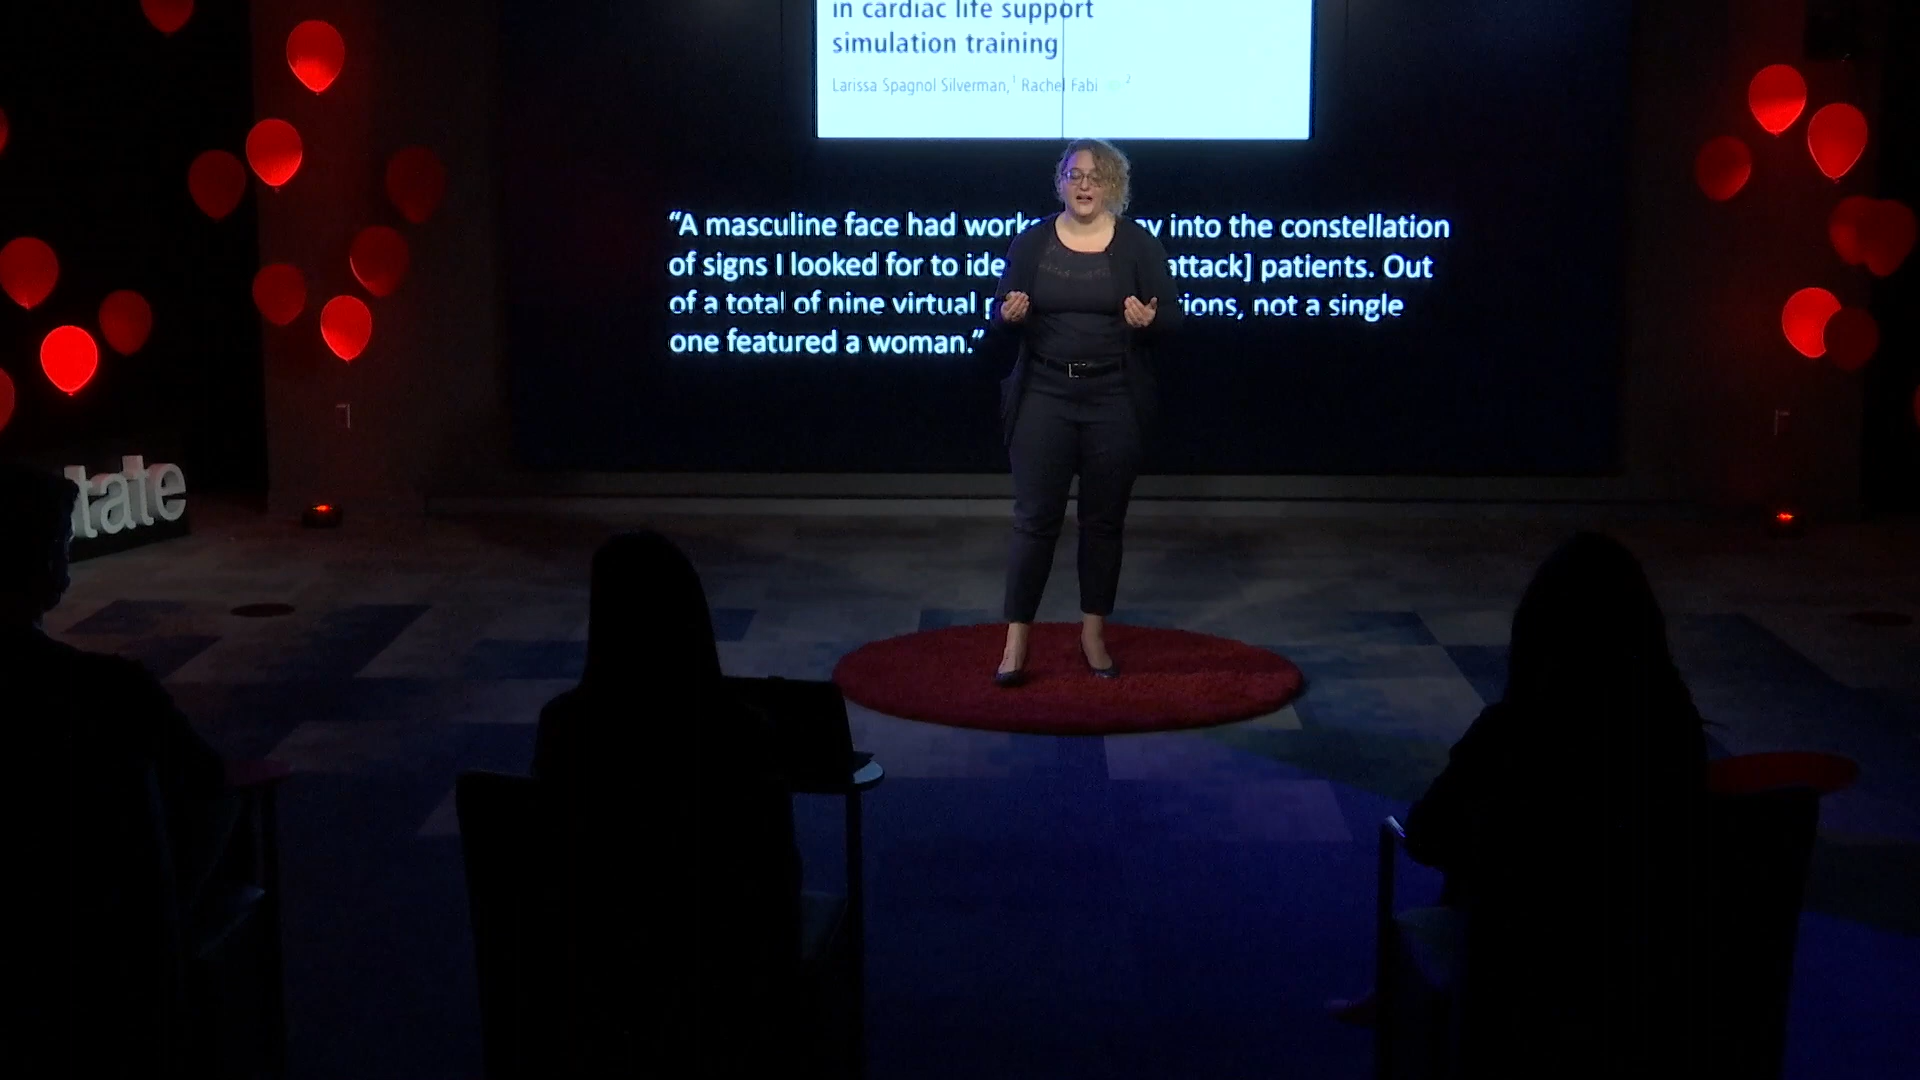 in cardiac life support
simulation training
Larissa Spagnol Silverman,¹ Rachel Fabi ²
“A masculine face had work into the constellation
of signs I looked for to ide attack] patients. Out
of a total of nine virtual not a single
one featured a woman.”
tate